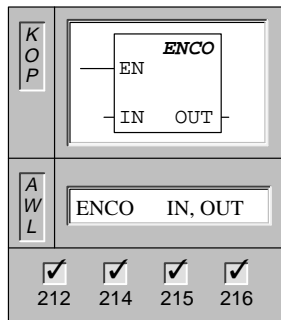 K
O
P
ENCO
EN
IN OUT
A
W
L
ENCO IN, OUT
212 214 215 216